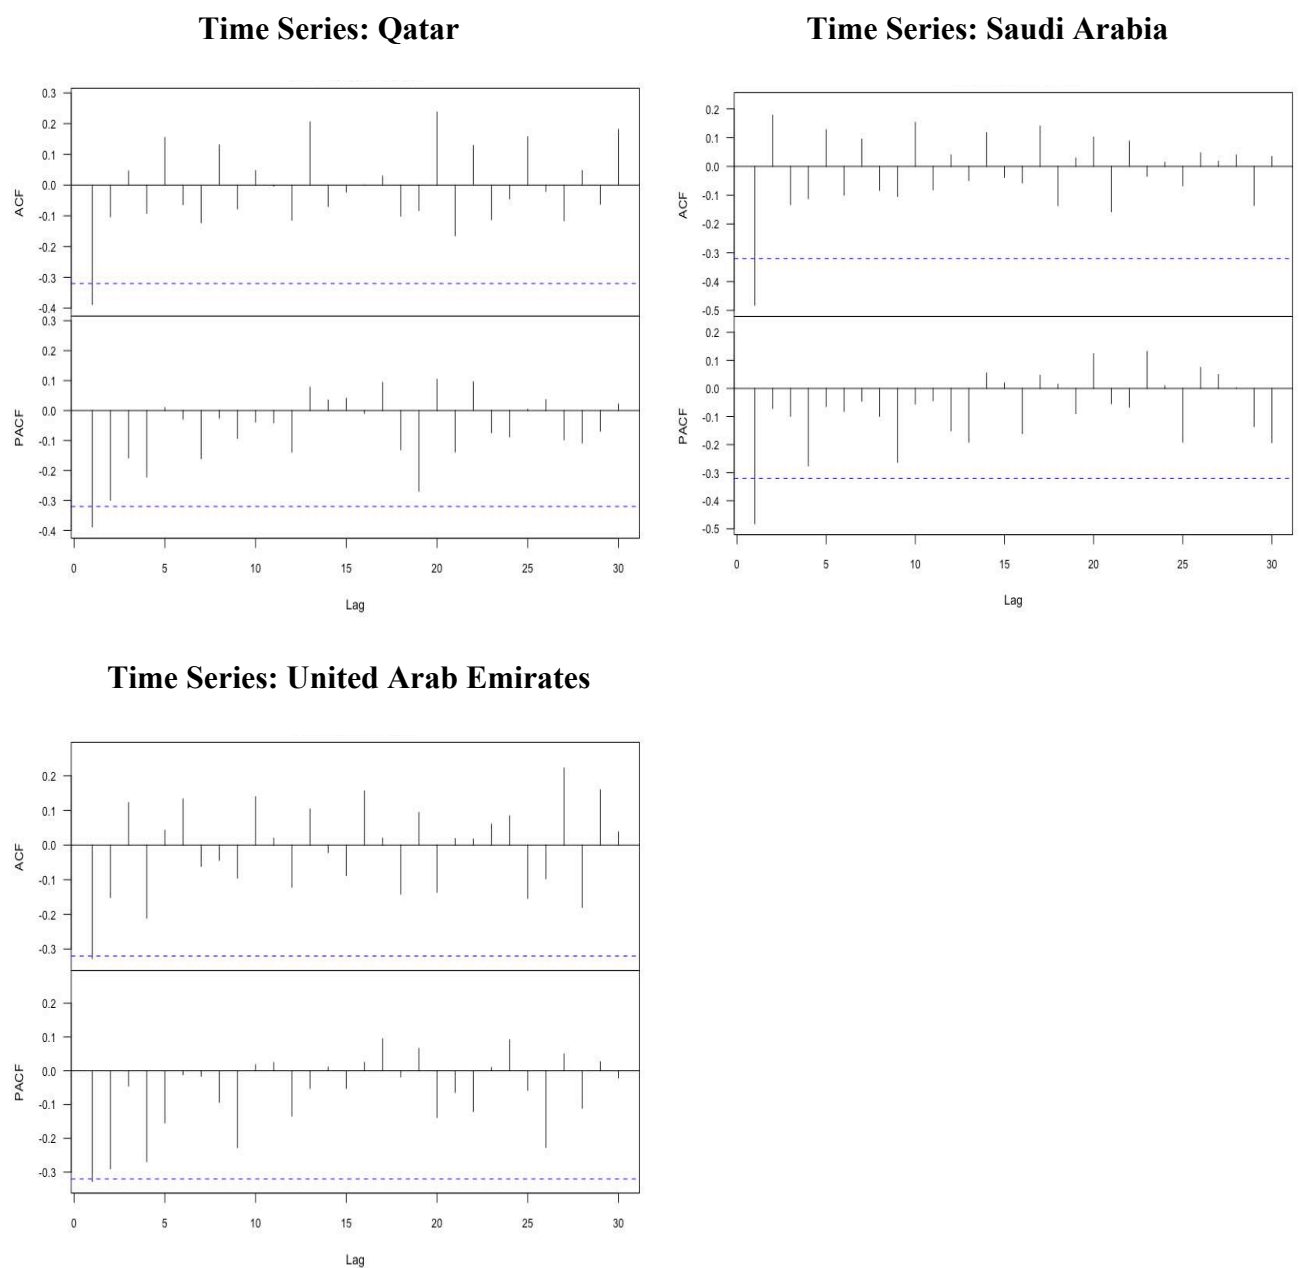 Time Series: Qatar
0.3
0.2
0.1
0.0
-0.1
-0.2
-0.3
-0.4
ACF
0.3
0.2
0.1
0.0
-0.1
-0.2
-0.3
-0.4
PACF
0 5 10 15 20 25 30
Lag
Time Series: Saudi Arabia
0.2
0.1
0.0
-0.1
-0.2
-0.3
-0.4
-0.5
ACF
0.2
0.1
0.0
-0.1
-0.2
-0.3
-0.4
-0.5
PACF
0 5 10 15 20 25 30
Lag
Time Series: United Arab Emirates
0.2
0.1
0.0
-0.1
-0.2
-0.3
ACF
0.2
0.1
0.0
-0.1
-0.2
-0.3
PACF
0 5 10 15 20 25 30
Lag